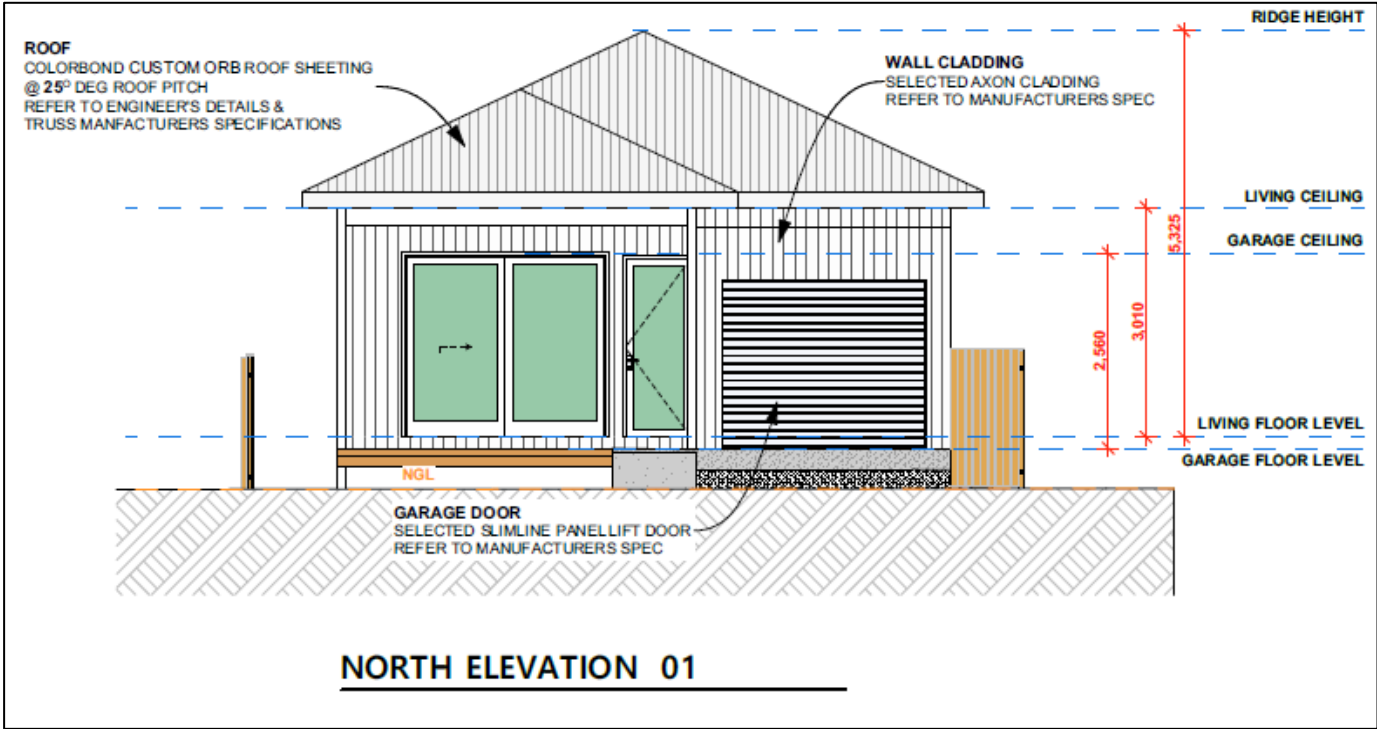 RIDGE HEIGHT
ROOF
COLORBOND CUSTOM ORB ROOF SHEETING
@ 25° DEG ROOF PITCH
REFER TO ENGINEER'S DETAILS &
TRUSS MANFACTURERS SPECIFICATIONS
WALL CLADDING
SELECTED AXON CLADDING
REFER TO MANUFACTURERS SPEC
LIVING CEILING
GARAGE CEILING
5,325
3,010
2,560
LIVING FLOOR LEVEL
GARAGE FLOOR LEVEL
NGL
GARAGE DOOR
SELECTED SLIMLINE PANELLIFT DOOR
REFER TO MANUFACTURERS SPEC
NORTH ELEVATION 01